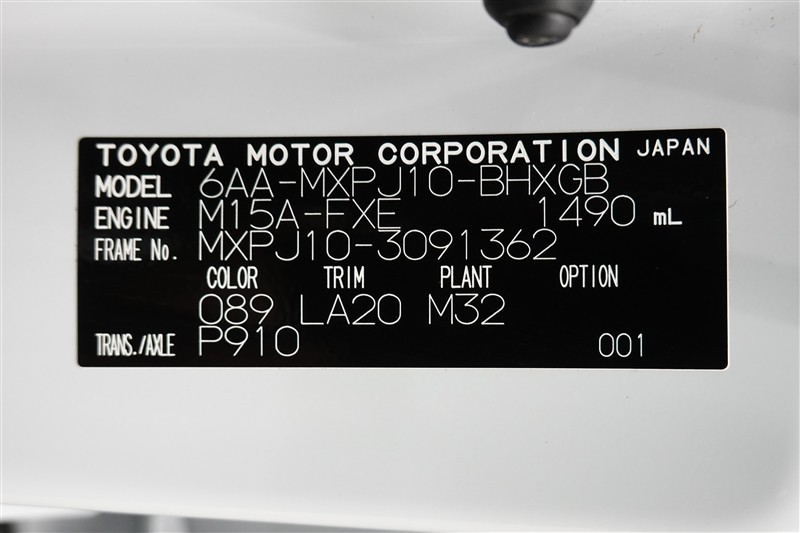 TOYOTA MOTOR CORPORATION JAPAN
MODEL 6AA-MXPJ10-BHXGB
ENGINE M15A-FXE 1490 mL
FRAME No. MXPJ10-3091362
COLOR TRIM PLANT OPTION
089 LA20 M32
TRANS./AXLE P910 001